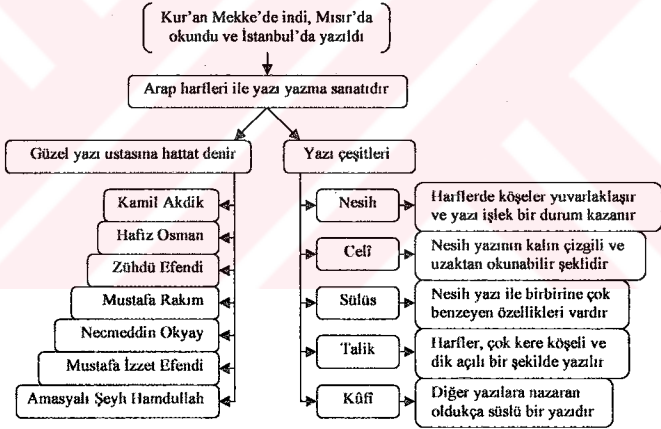 Kur'an Mekke'de indi, Mısır'da
okundu ve İstanbul'da yazıldı
Arap harfleri ile yazı yazma sanatıdır
Güzel yazı ustasına hattat denir
Kamil Akdik
Hafız Osman
Zühdü Efendi
Mustafa Rakım
Necmeddin Okyay
Mustafa İzzet Efendi
Amasyalı Şeyh Hamdullah
Yazı çeşitleri
Nesih
Harflerde köşeler yuvarlaklaşır
ve yazı işlek bir durum kazanır
Celî
Nesih yazının kalın çizgili ve
uzaktan okunabilir şeklidir
Sülüs
Nesih yazı ile birbirine çok
benzeyen özellikleri vardır
Talik
Harfler, çok kere köşeli ve
dik açılı bir şekilde yazılır
Kûfî
Diğer yazılara nazaran
oldukça süslü bir yazıdır